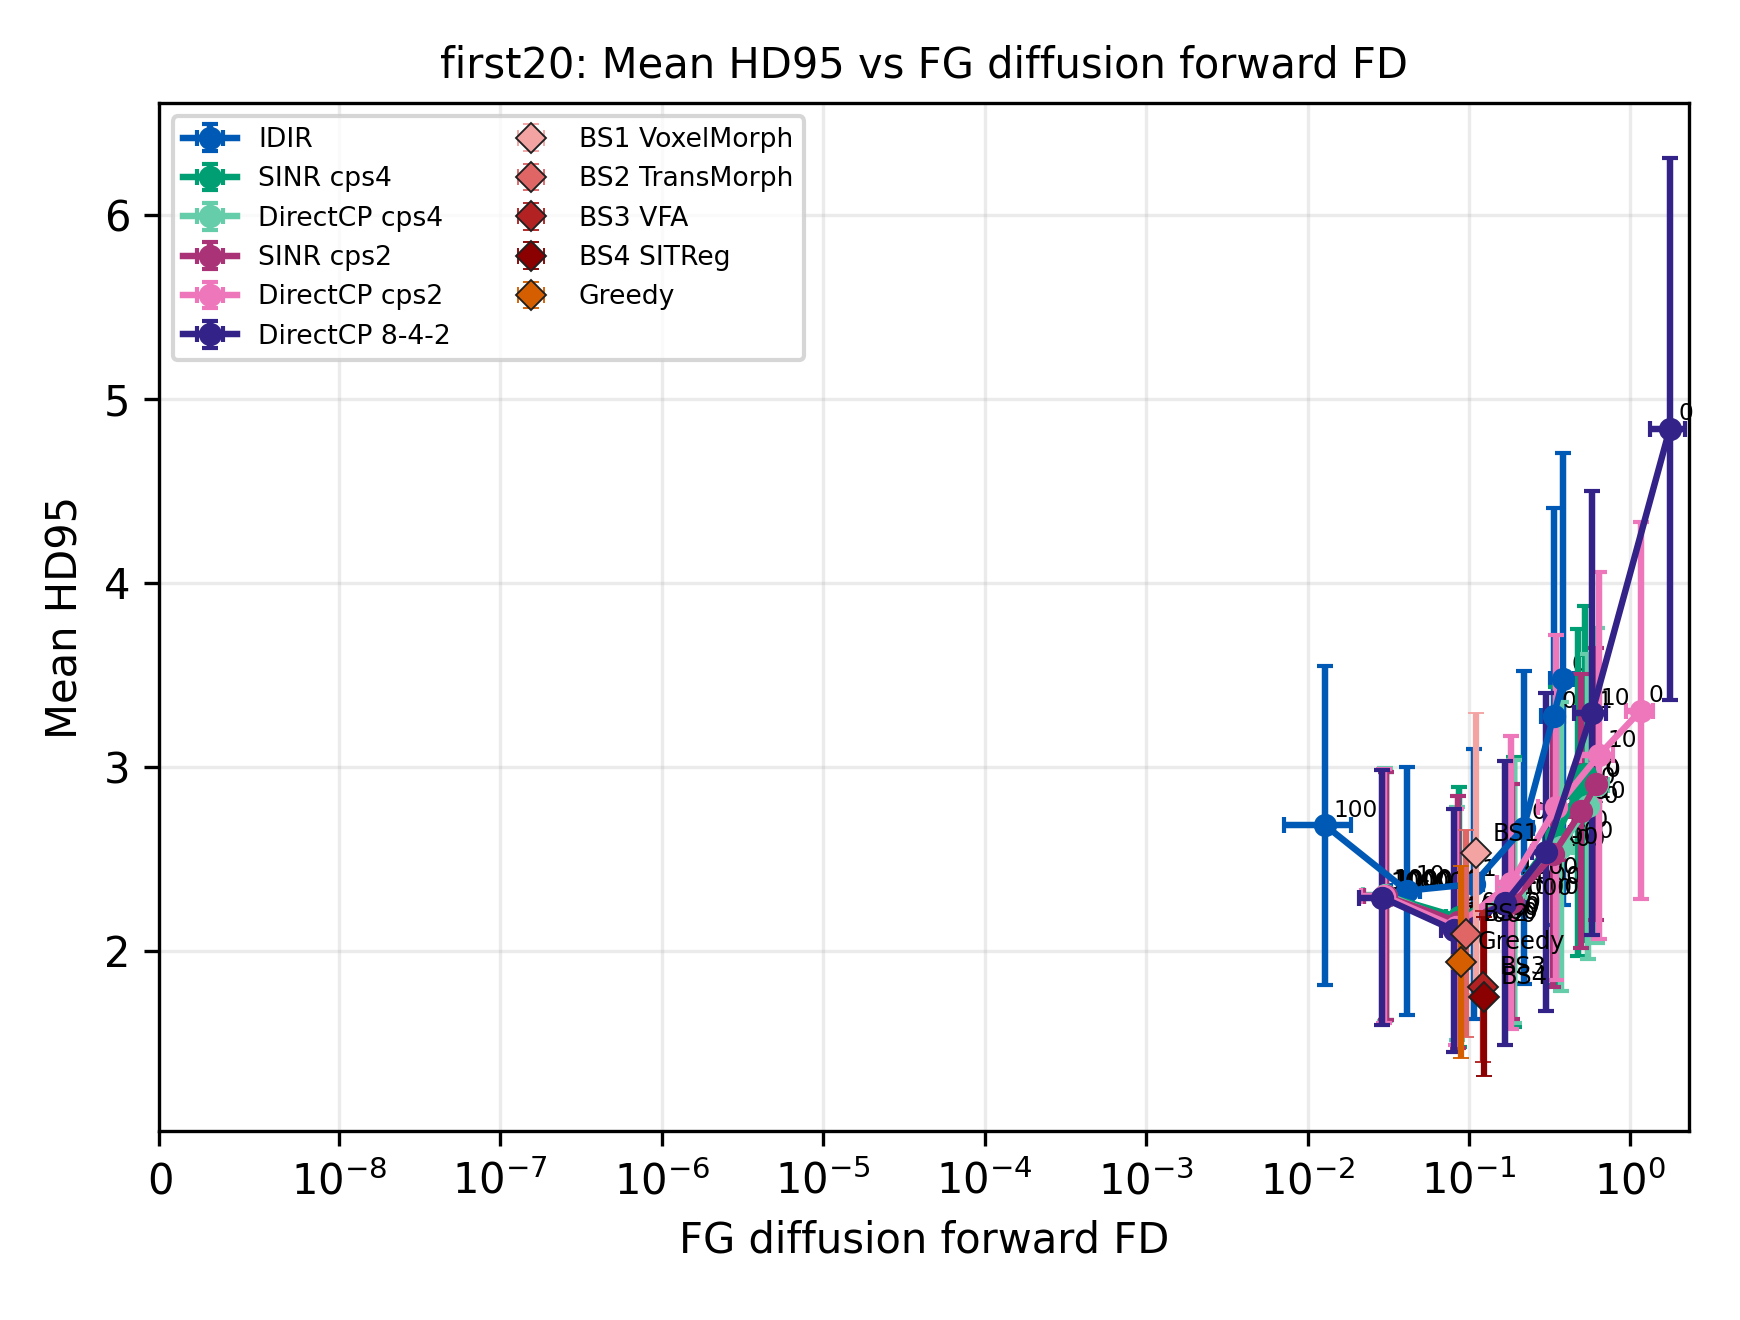 first20: Mean HD95 vs FG diffusion forward FD
IDIR
SINR cps4
DirectCP cps4
SINR cps2
DirectCP cps2
DirectCP 8-4-2
BS1 VoxelMorph
BS2 TransMorph
BS3 VFA
BS4 SITReg
Greedy
Mean HD95
6
5
4
3
2
0
10
0
10
100
BS1
BS2
Greedy
BS3
BS4
0
10⁻⁸
10⁻⁷
10⁻⁶
10⁻⁵
10⁻⁴
10⁻³
10⁻²
10⁻¹
10⁰
FG diffusion forward FD